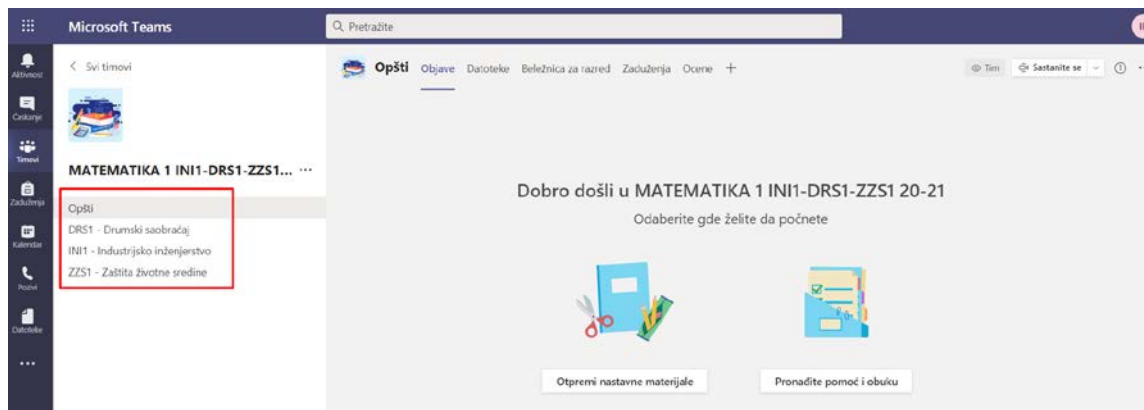 Microsoft Teams
Pretražite
Aktivnost
Ćaskanje
Timovi
Zaduženja
Kalendar
Pozivi
Datoteke
Svi timovi
MATEMATIKA 1 INI1-DRS1-ZZS1...
Opšti
DRS1 - Drumski saobraćaj
INI1 - Industrijsko inženjerstvo
ZZS1 - Zaštita životne sredine
Opšti Objave Datoteke Beležnica za razred Zaduženja Ocene +
Tim Sastanite se
Dobro došli u MATEMATIKA 1 INI1-DRS1-ZZS1 20-21
Odaberite gde želite da počnete
Otpremi nastavne materijale
Pronađite pomoć i obuku